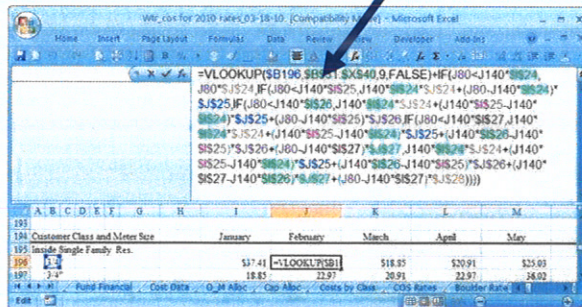 Wtr_cos for 2010-rates_03-18-10 [Compatibility Mode] - Microsoft Excel
Home Insert Page Layout Formulas Data Review View Developer Add-Ins
=VLOOKUP($B196,$B$31:$X$40,9,FALSE)+IF(J80<J140*$I$24,
J80*$J$24,IF(J80<J140*$I$25,J140*$I$24*$J$24+(J80-J140*$I$24)*
$J$25,IF(J80<J140*$I$26,J140*$I$24*$J$24+(J140*$I$25-J140*
$I$24)*$J$25+(J80-J140*$I$25)*$J$26,IF(J80<J140*$I$27,J140*
$I$24*$J$24+(J140*$I$25-J140*$I$24)*$J$25+(J140*$I$26-J140*
$I$25)*$J$26+(J80-J140*$I$27)*$J$27,J140*$I$24*$J$24+(J140*
$I$25-J140*$I$24)*$J$25+(J140*$I$26-J140*$I$25)*$J$26+(J140*
$I$27-J140*$I$26)*$J$27+(J80-J140*$I$27)*$J$28))))
A B C D E F G H I J K L M
193
194 Customer Class and Meter Size January February March April May
195 Inside Single Family Res.
196 3/4" $37.41 =VLOOKUP($B1 $18.85 $20.91 $25.03
197 3/4" 18.85 22.97 20.91 22.97 36.02
Fund Financial Cost Data O_M Alloc Cap Alloc Costs by Class COS Rates Boulder Rate
Edit